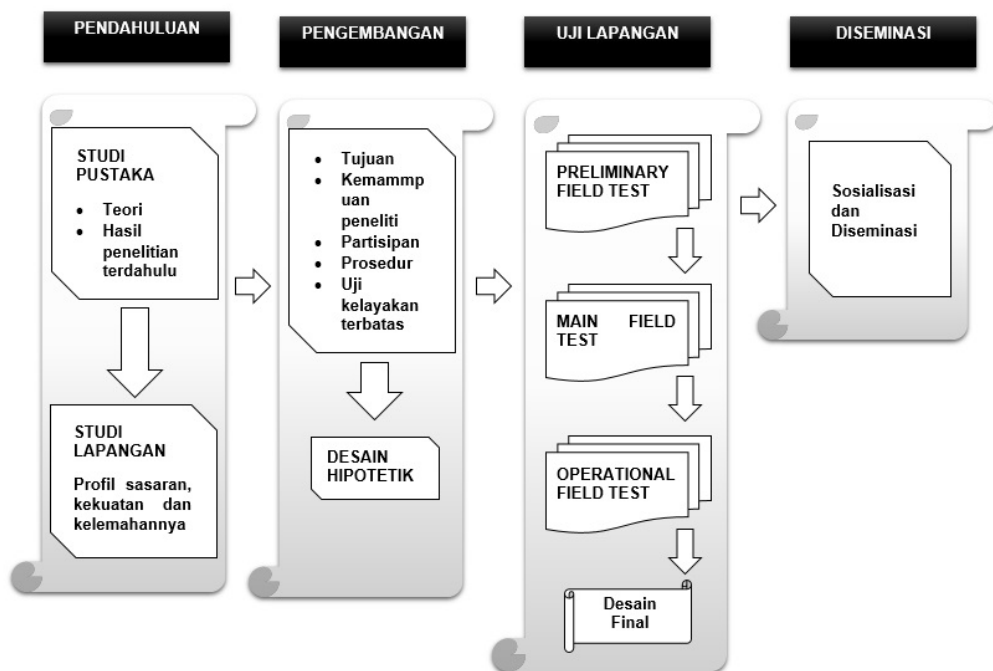 PENDAHULUAN
PENGEMBANGAN
UJI LAPANGAN
DISEMINASI
STUDI
PUSTAKA
• Teori
• Hasil
penelitian
terdahulu
STUDI
LAPANGAN
Profil sasaran,
kekuatan dan
kelemahannya
• Tujuan
• Kemammp
uan
peneliti
• Partisipan
• Prosedur
• Uji
kelayakan
terbatas
DESAIN
HIPOTETIK
PRELIMINARY
FIELD TEST
MAIN FIELD
TEST
OPERATIONAL
FIELD TEST
Desain
Final
Sosialisasi
dan
Diseminasi